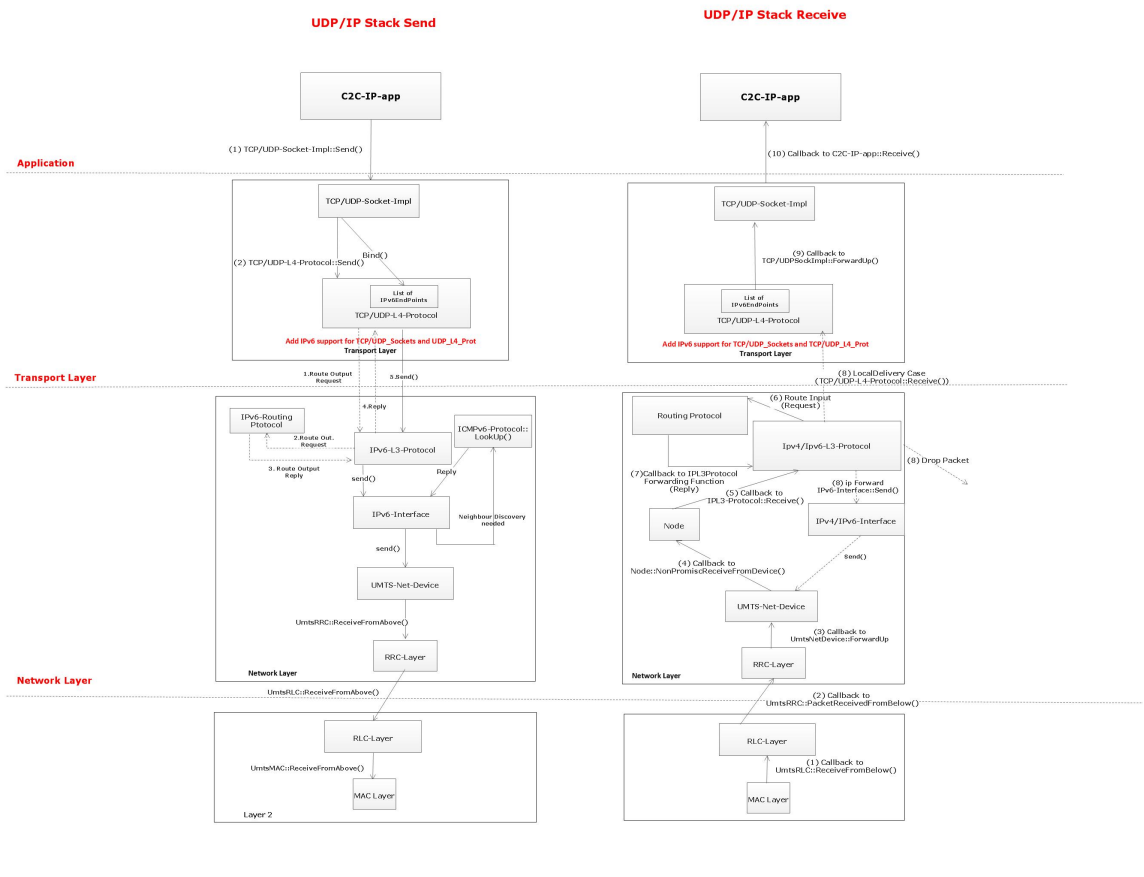 UDP/IP Stack Send
C2C-IP-app
(1) TCP/UDP-Socket-Impl::Send()
Application
TCP/UDP-Socket-Impl
Bind()
(2) TCP/UDP-L4-Protocol::Send()
List of
IPv6EndPoints
TCP/UDP-L4-Protocol
Add IPv6 support for TCP/UDP_Sockets and UDP_L4_Prot
Transport Layer
Transport Layer
1.Route Output
Request
5.Send()
4.Reply
IPv6-Routing
Ptotocol
2.Route Out.
Request
3. Route Output
Reply
IPv6-L3-Protocol
ICMPv6-Protocol::
LookUp()
send()
Reply
IPv6-Interface
Neighbour Discovery
needed
send()
UMTS-Net-Device
UmtsRRC::ReceiveFromAbove()
RRC-Layer
Network Layer
Network Layer
UmtsRLC::ReceiveFromAbove()
RLC-Layer
UmtsMAC::ReceiveFromAbove()
MAC Layer
Layer 2
UDP/IP Stack Receive
C2C-IP-app
(10) Callback to C2C-IP-app::Receive()
TCP/UDP-Socket-Impl
(9) Callback to
TCP/UDPSockImpl::ForwardUp()
List of
IPv6EndPoints
TCP/UDP-L4-Protocol
Add IPv6 support for TCP/UDP_Sockets and TCP/UDP_L4_Prot
Transport Layer
(8) LocalDelivery Case
(TCP/UDP-L4-Protocol::Receive())
(6) Route Input
(Request)
Routing Protocol
Ipv4/Ipv6-L3-Protocol
(8) Drop Packet
(7)Callback to IPL3Protocol
Forwarding Function
(Reply)
(8) ip Forward
IPv6-Interface::Send()
(5) Callback to
IPL3-Protocol::Receive()
Node
IPv4/IPv6-Interface
Send()
(4) Callback to
Node::NonPromiscReceiveFromDevice()
UMTS-Net-Device
(3) Callback to
UmtsNetDevice::ForwardUp
RRC-Layer
Network Layer
(2) Callback to
UmtsRRC::PacketReceivedFromBelow()
RLC-Layer
(1) Callback to
UmtsRLC::ReceiveFromBelow()
MAC Layer